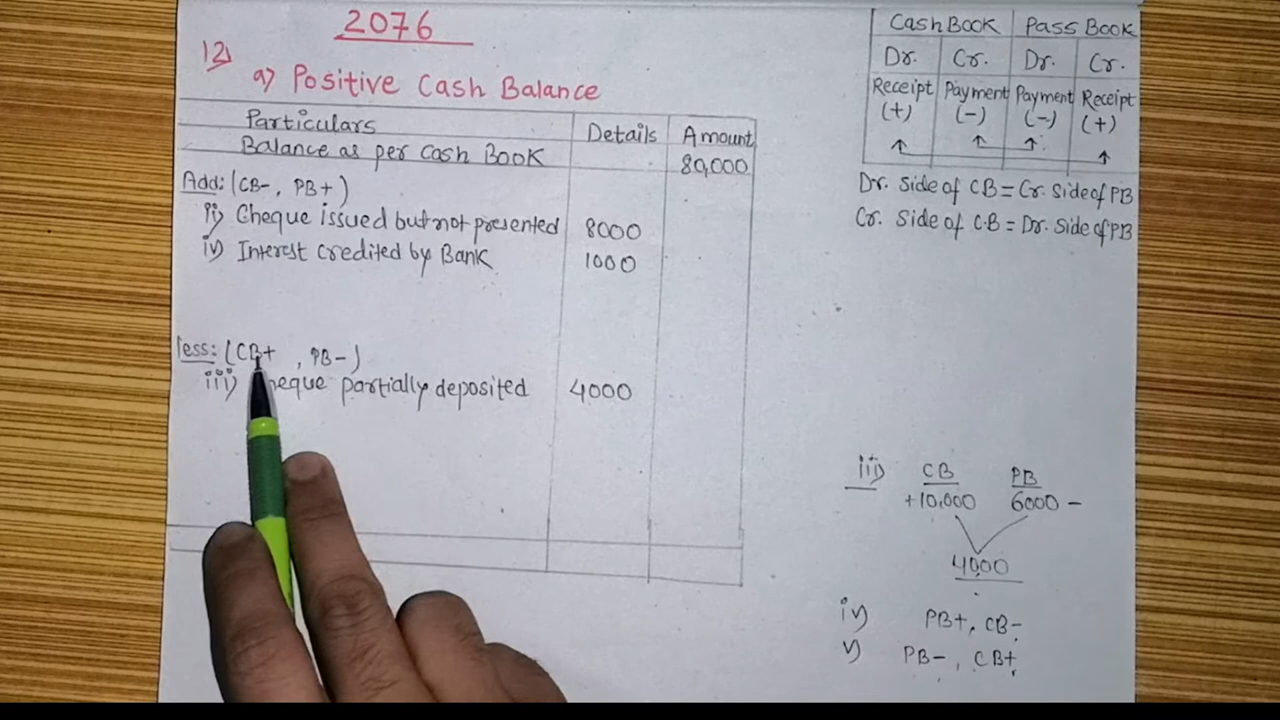 2076
12) a) Positive Cash Balance
Particulars Details Amount
Balance as per Cash Book 80,000
Add: (CB-, PB+)
ii) Cheque issued but not presented 8000
iv) Interest credited by Bank 1000
less: (CB+ , PB-)
iii) heque partially deposited 4000
Cash Book Pass Book
Dr. Cr. Dr. Cr.
Receipt (+) Payment (-) Payment (-) Receipt (+)
Dr. Side of CB = Cr. Side of PB
Cr. Side of C.B = Dr. Side of PB
iii) CB PB
+10,000 6000 -
4000
iv) PB+, CB-
v) PB-, CB+